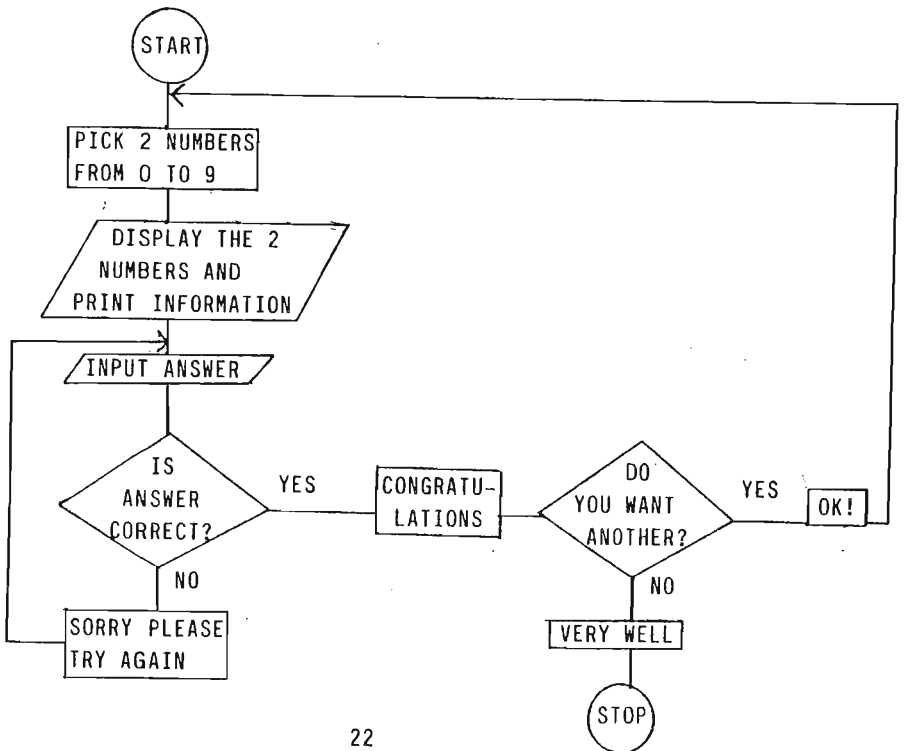 START
PICK 2 NUMBERS
FROM 0 TO 9
DISPLAY THE 2
NUMBERS AND
PRINT INFORMATION
INPUT ANSWER
IS
ANSWER
CORRECT?
YES
CONGRATU-
LATIONS
DO
YOU WANT
ANOTHER?
YES
OK!
NO
SORRY PLEASE
TRY AGAIN
NO
VERY WELL
STOP
22